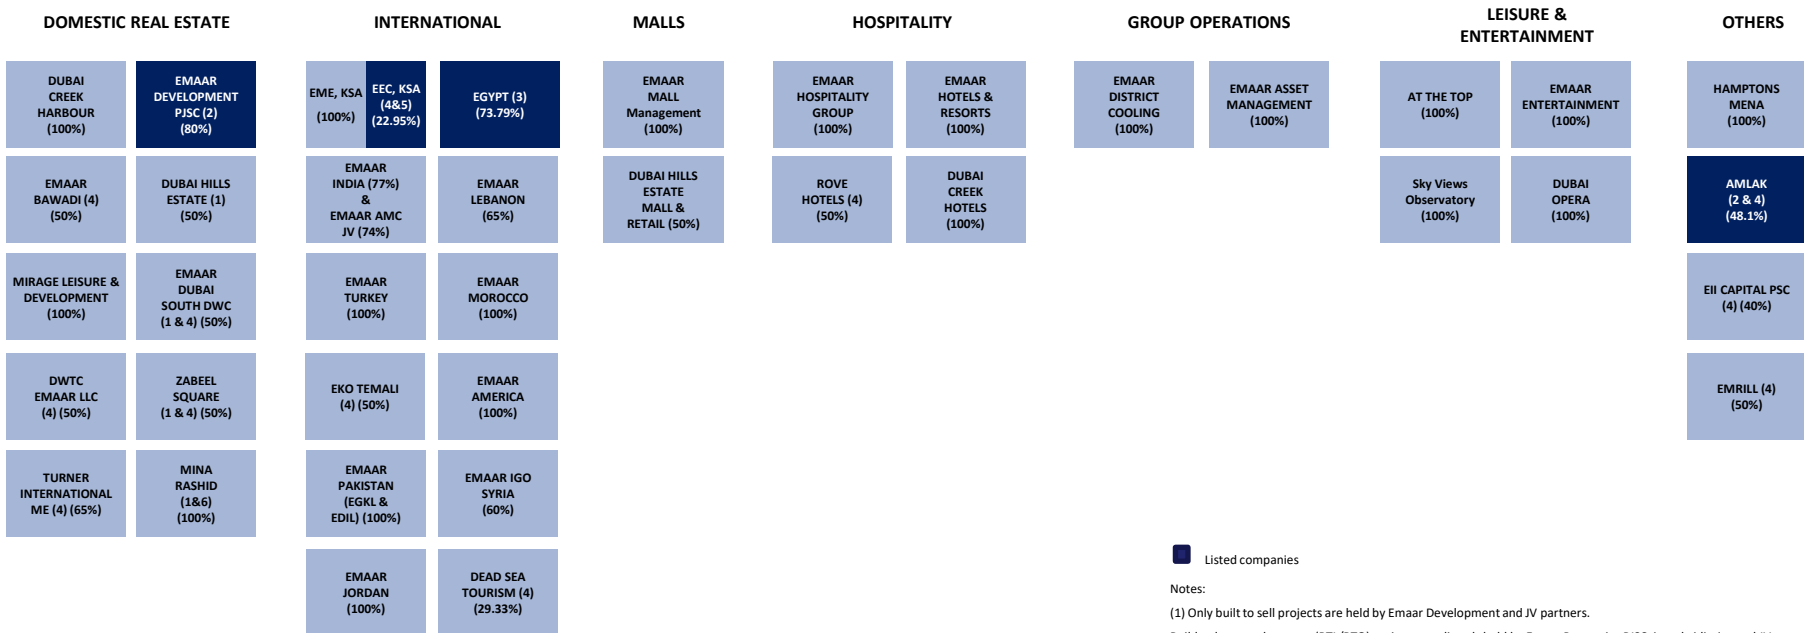 DOMESTIC REAL ESTATE
INTERNATIONAL
MALLS
HOSPITALITY
GROUP OPERATIONS
LEISURE &
ENTERTAINMENT
OTHERS
DUBAI
CREEK
HARBOUR
(100%)
EMAAR
DEVELOPMENT
PJSC (2)
(80%)
EMAAR
BAWADI (4)
(50%)
DUBAI HILLS
ESTATE (1)
(50%)
MIRAGE LEISURE &
DEVELOPMENT
(100%)
EMAAR
DUBAI
SOUTH DWC
(1 & 4) (50%)
DWTC
EMAAR LLC
(4) (50%)
ZABEEL
SQUARE
(1 & 4) (50%)
TURNER
INTERNATIONAL
ME (4) (65%)
MINA
RASHID
(1&6)
(100%)
EME, KSA
(100%)
EEC, KSA
(4&5)
(22.95%)
EGYPT (3)
(73.79%)
EMAAR
INDIA (77%)
&
EMAAR AMC
JV (74%)
EMAAR
LEBANON
(65%)
EMAAR
TURKEY
(100%)
EMAAR
MOROCCO
(100%)
EKO TEMALI
(4) (50%)
EMAAR
AMERICA
(100%)
EMAAR
PAKISTAN
(EGKL &
EDIL) (100%)
EMAAR IGO
SYRIA
(60%)
EMAAR
JORDAN
(100%)
DEAD SEA
TOURISM (4)
(29.33%)
EMAAR
MALL
Management
(100%)
DUBAI HILLS
ESTATE
MALL &
RETAIL (50%)
EMAAR
HOSPITALITY
GROUP
(100%)
EMAAR
HOTELS &
RESORTS
(100%)
ROVE
HOTELS (4)
(50%)
DUBAI
CREEK
HOTELS
(100%)
EMAAR
DISTRICT
COOLING
(100%)
EMAAR ASSET
MANAGEMENT
(100%)
AT THE TOP
(100%)
EMAAR
ENTERTAINMENT
(100%)
Sky Views
Observatory
(100%)
DUBAI
OPERA
(100%)
HAMPTONS
MENA
(100%)
AMLAK
(2 & 4)
(48.1%)
EII CAPITAL PSC
(4) (40%)
EMRILL (4)
(50%)
Listed companies
Notes:
(1) Only built to sell projects are held by Emaar Development and JV partners.